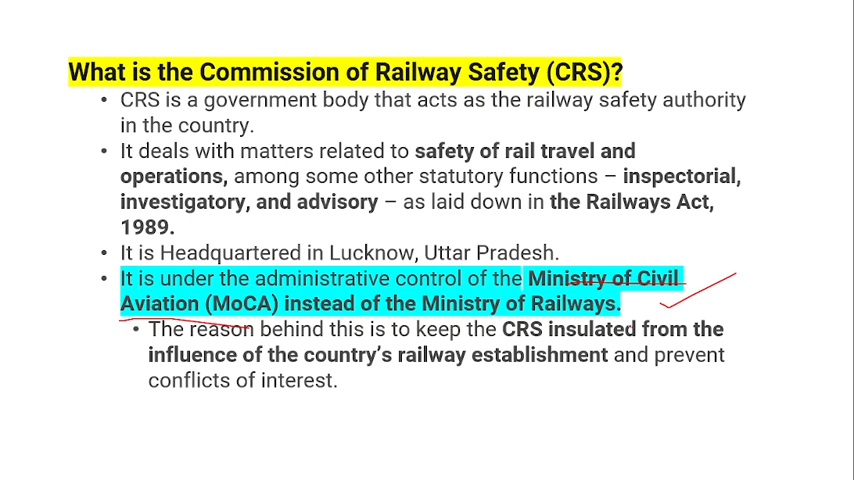 What is the Commission of Railway Safety (CRS)?
• CRS is a government body that acts as the railway safety authority
in the country.
• It deals with matters related to safety of rail travel and
operations, among some other statutory functions – inspectorial,
investigatory, and advisory – as laid down in the Railways Act,
1989.
• It is Headquartered in Lucknow, Uttar Pradesh.
• It is under the administrative control of the Ministry of Civil
Aviation (MoCA) instead of the Ministry of Railways.
• The reason behind this is to keep the CRS insulated from the
influence of the country’s railway establishment and prevent
conflicts of interest.